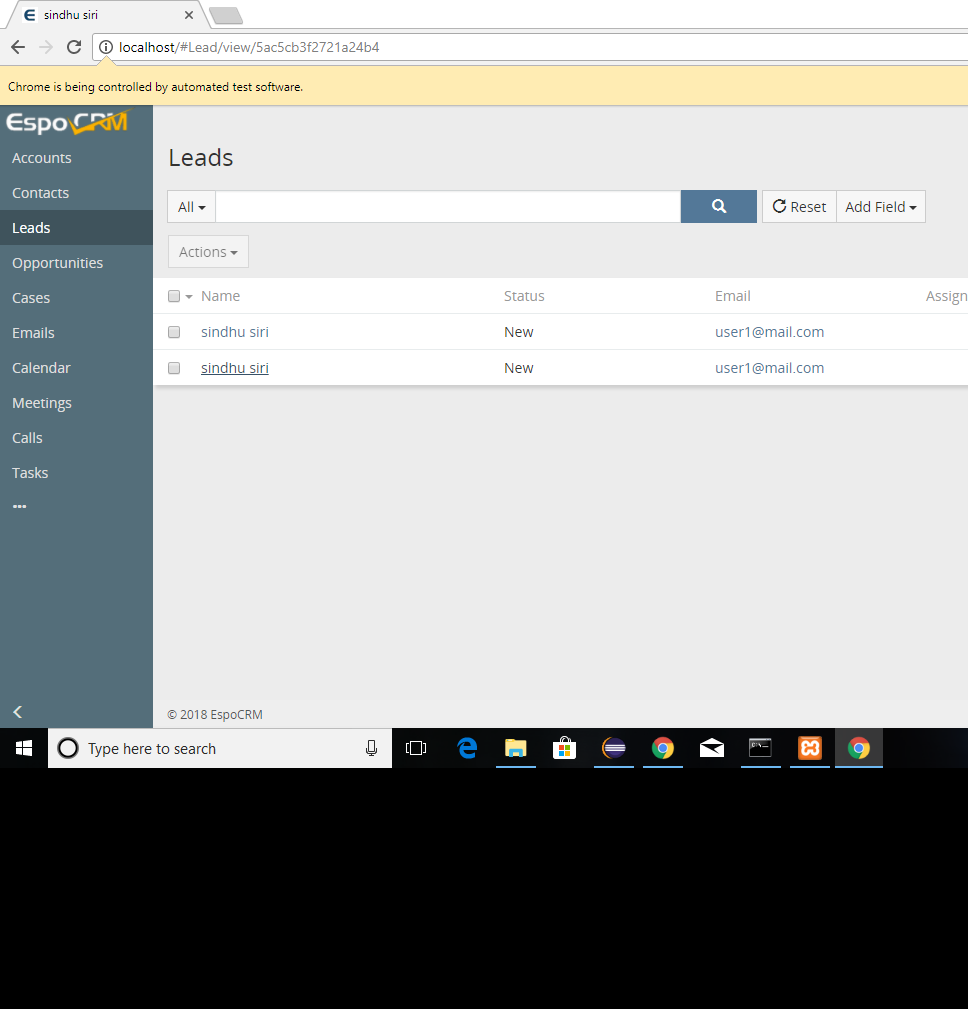 sindhu siri
localhost/#Lead/view/5ac5cb3f2721a24b4
Chrome is being controlled by automated test software.
EspoCRM
Accounts
Contacts
Leads
Opportunities
Cases
Emails
Calendar
Meetings
Calls
Tasks
Leads
All
Reset
Add Field
Actions
Name Status Email Assign
sindhu siri New user1@mail.com
sindhu siri New user1@mail.com
© 2018 EspoCRM
Type here to search